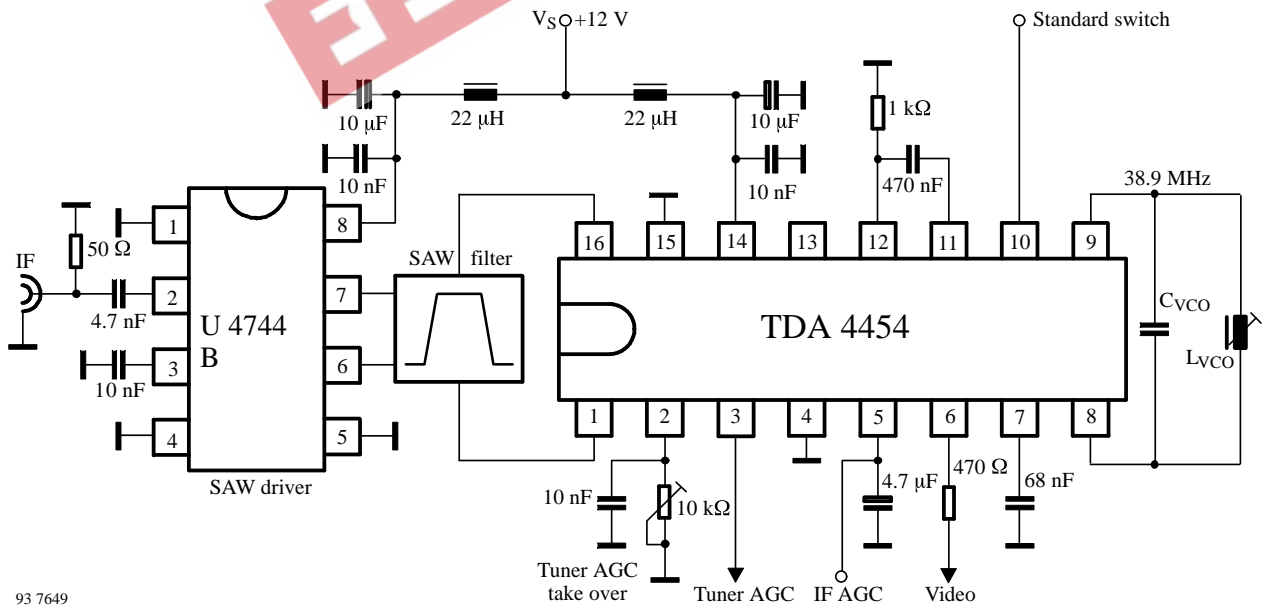 V_S +12 V
Standard switch
10 µF
22 µH
22 µH
10 µF
1 kΩ
10 nF
10 nF
470 nF
38.9 MHz
IF
50 Ω
4.7 nF
10 nF
1
2
3
4
8
7
6
5
U 4744
B
SAW driver
SAW filter
16
15
14
13
12
11
10
9
TDA 4454
1
2
3
4
5
6
7
8
C_VCO
L_VCO
10 nF
10 kΩ
4.7 µF
470 Ω
68 nF
Tuner AGC
take over
Tuner AGC
IF AGC
Video
93 7649